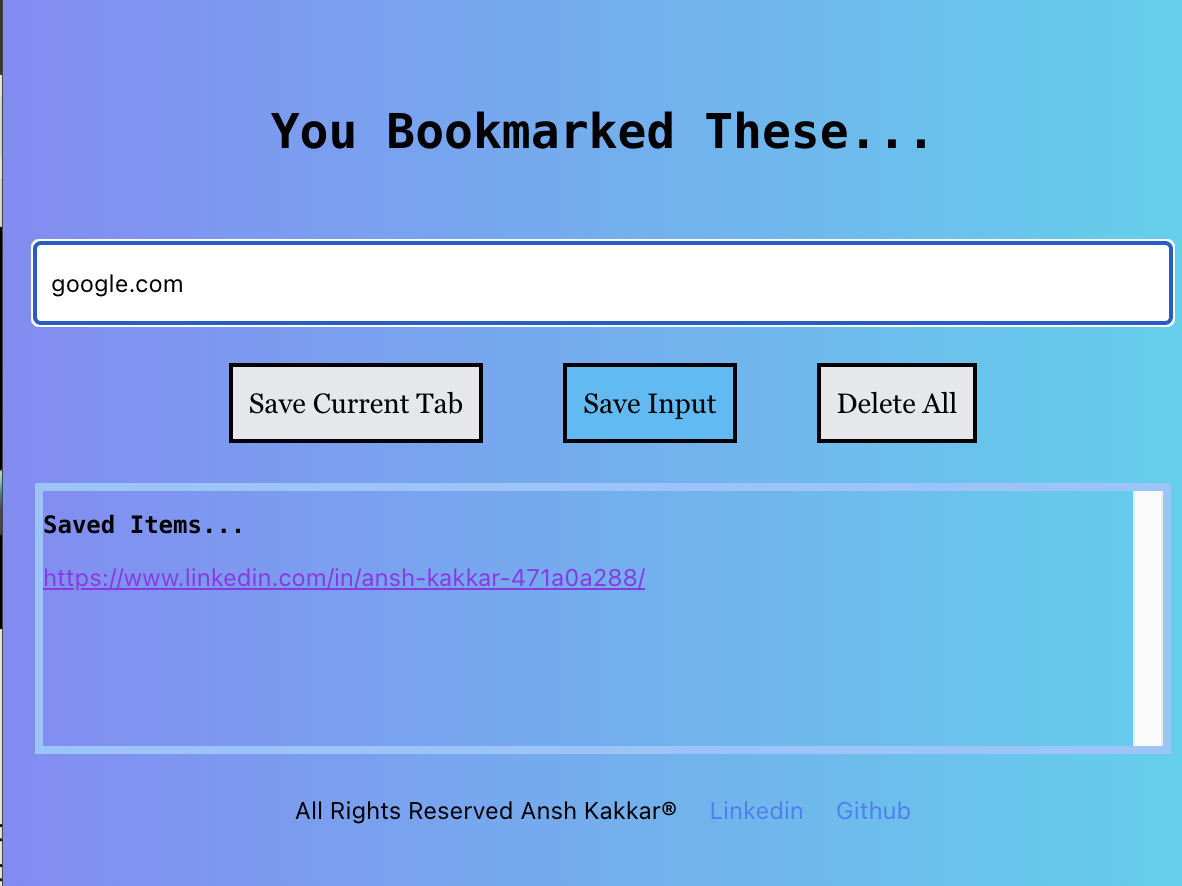 You Bookmarked These...
google.com
Save Current Tab Save Input Delete All
Saved Items...
https://www.linkedin.com/in/ansh-kakkar-471a0a288/
All Rights Reserved Ansh Kakkar® Linkedin Github